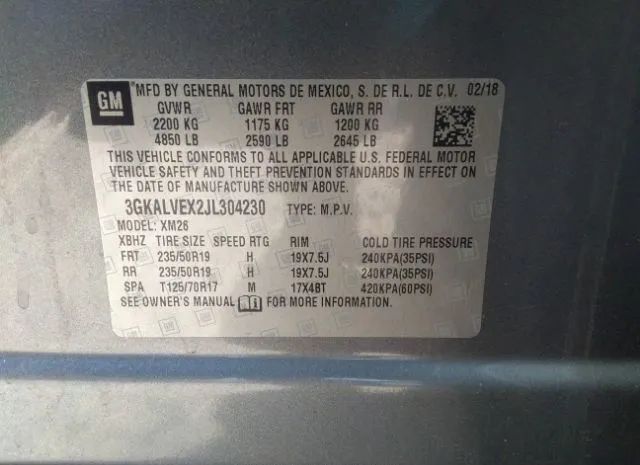 GM
MFD BY GENERAL MOTORS DE MEXICO, S. DE R.L. DE C.V. 02/18
GVWR GAWR FRT GAWR RR
2200 KG 1175 KG 1200 KG
4850 LB 2590 LB 2645 LB
THIS VEHICLE CONFORMS TO ALL APPLICABLE U.S. FEDERAL MOTOR
VEHICLE SAFETY AND THEFT PREVENTION STANDARDS IN EFFECT ON THE
DATE OF MANUFACTURE SHOWN ABOVE.
3GKALVEX2JL304230 TYPE: M.P.V.
MODEL: XM26
XBHZ TIRE SIZE SPEED RTG RIM COLD TIRE PRESSURE
FRT 235/50R19 H 19X7.5J 240KPA(35PSI)
RR 235/50R19 H 19X7.5J 240KPA(35PSI)
SPA T125/70R17 M 17X4BT 420KPA(60PSI)
SEE OWNER'S MANUAL FOR MORE INFORMATION.